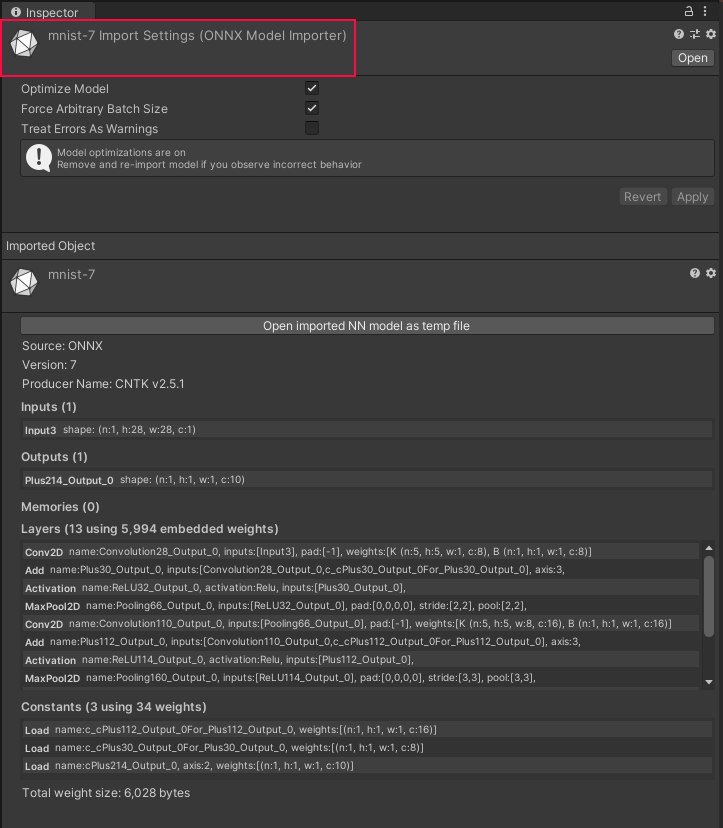 Inspector
mnist-7 Import Settings (ONNX Model Importer)
Open
Optimize Model
Force Arbitrary Batch Size
Treat Errors As Warnings
Model optimizations are on
Remove and re-import model if you observe incorrect behavior
Revert Apply
Imported Object
mnist-7
Open imported NN model as temp file
Source: ONNX
Version: 7
Producer Name: CNTK v2.5.1
Inputs (1)
Input3 shape: (n:1, h:28, w:28, c:1)
Outputs (1)
Plus214_Output_0 shape: (n:1, h:1, w:1, c:10)
Memories (0)
Layers (13 using 5,994 embedded weights)
Conv2D name:Convolution28_Output_0, inputs:[Input3], pad:[-1], weights:[K (n:5, h:5, w:1, c:8), B (n:1, h:1, w:1, c:8)]
Add name:Plus30_Output_0, inputs:[Convolution28_Output_0,c_cPlus30_Output_0For_Plus30_Output_0], axis:3,
Activation name:ReLU32_Output_0, activation:Relu, inputs:[Plus30_Output_0],
MaxPool2D name:Pooling66_Output_0, inputs:[ReLU32_Output_0], pad:[0,0,0,0], stride:[2,2], pool:[2,2],
Conv2D name:Convolution110_Output_0, inputs:[Pooling66_Output_0], pad:[-1], weights:[K (n:5, h:5, w:8, c:16), B (n:1, h:1, w:1, c:16)]
Add name:Plus112_Output_0, inputs:[Convolution110_Output_0,c_cPlus112_Output_0For_Plus112_Output_0], axis:3,
Activation name:ReLU114_Output_0, activation:Relu, inputs:[Plus112_Output_0],
MaxPool2D name:Pooling160_Output_0, inputs:[ReLU114_Output_0], pad:[0,0,0,0], stride:[3,3], pool:[3,3],
Constants (3 using 34 weights)
Load name:c_cPlus112_Output_0For_Plus112_Output_0, weights:[(n:1, h:1, w:1, c:16)]
Load name:c_cPlus30_Output_0For_Plus30_Output_0, weights:[(n:1, h:1, w:1, c:8)]
Load name:cPlus214_Output_0, axis:2, weights:[(n:1, h:1, w:1, c:10)]
Total weight size: 6,028 bytes